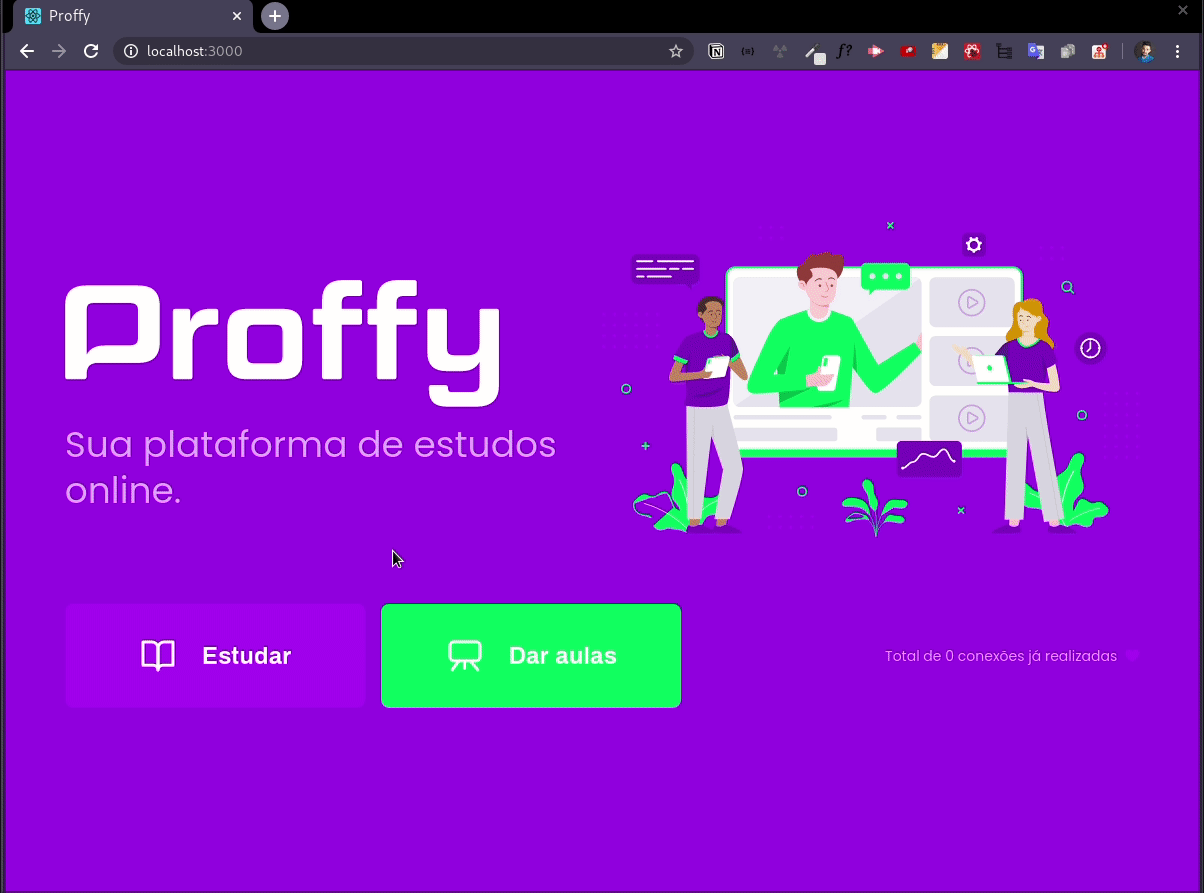 Proffy
localhost:3000
f?
Proffy
Sua plataforma de estudos
online.
Estudar
Dar aulas
Total de 0 conexões já realizadas